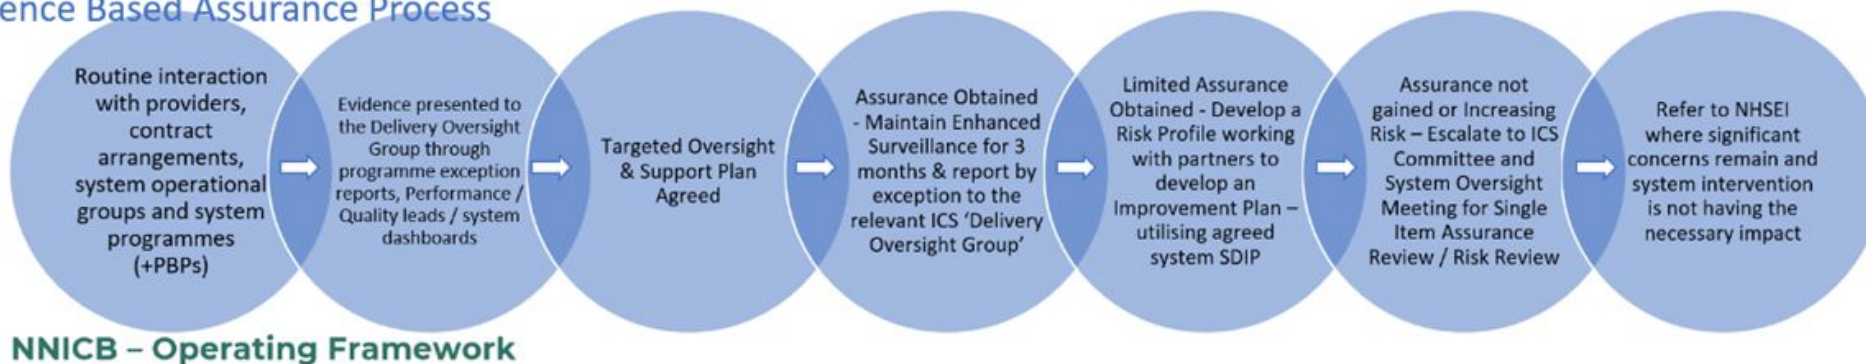 ence Based Assurance Process
Routine interaction
with providers,
contract
arrangements,
system operational
groups and system
programmes
(+PBPs)
Evidence presented to
the Delivery Oversight
Group through
programme exception
reports, Performance /
Quality leads / system
dashboards
Targeted Oversight
& Support Plan
Agreed
Assurance Obtained
- Maintain Enhanced
Surveillance for 3
months & report by
exception to the
relevant ICS ‘Delivery
Oversight Group’
Limited Assurance
Obtained - Develop a
Risk Profile working
with partners to
develop an
Improvement Plan –
utilising agreed
system SDIP
Assurance not
gained or Increasing
Risk – Escalate to ICS
Committee and
System Oversight
Meeting for Single
Item Assurance
Review / Risk Review
Refer to NHSEI
where significant
concerns remain and
system intervention
is not having the
necessary impact
NNICB – Operating Framework